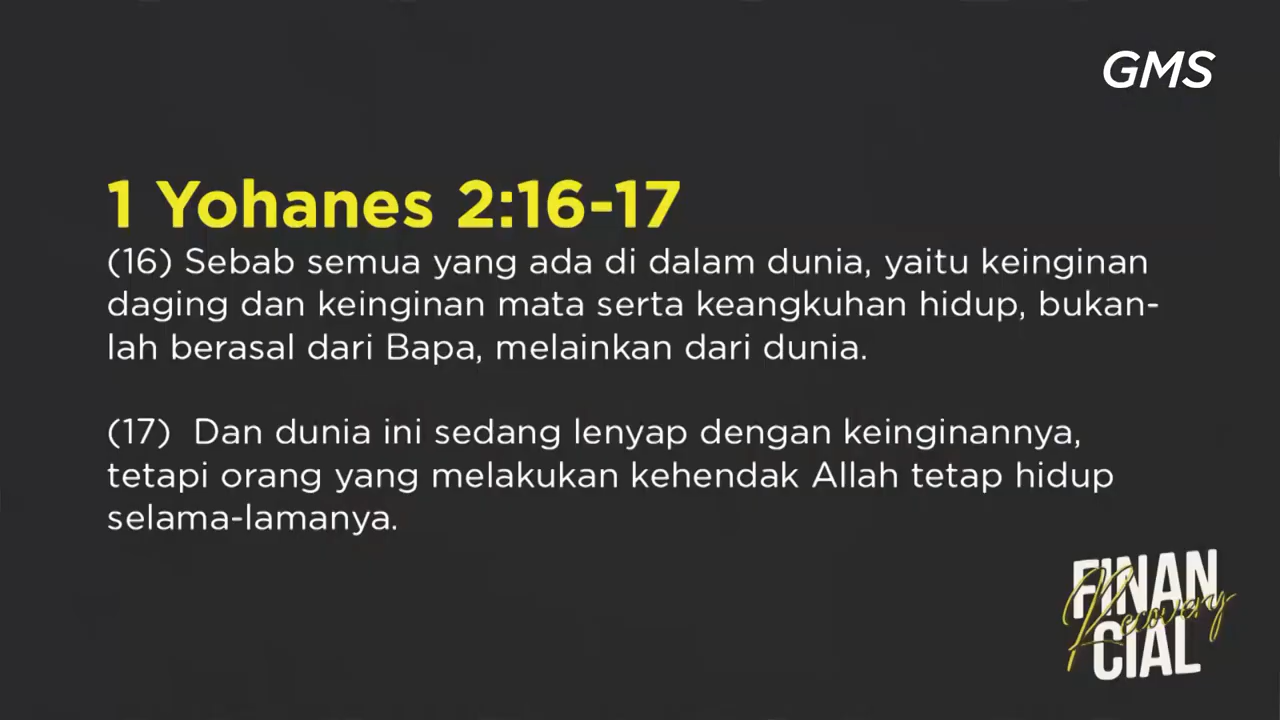 GMS
1 Yohanes 2:16-17
(16) Sebab semua yang ada di dalam dunia, yaitu keinginan
daging dan keinginan mata serta keangkuhan hidup, bukan-
lah berasal dari Bapa, melainkan dari dunia.
(17)  Dan dunia ini sedang lenyap dengan keinginannya,
tetapi orang yang melakukan kehendak Allah tetap hidup
selama-lamanya.
FINAN
Recovery
CIAL